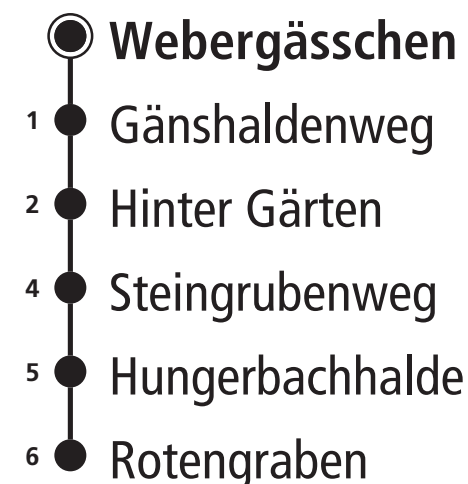 Webergässchen
1 Gänshaldenweg
2 Hinter Gärten
4 Steingrubenweg
5 Hungerbachhalde
6 Rotengraben